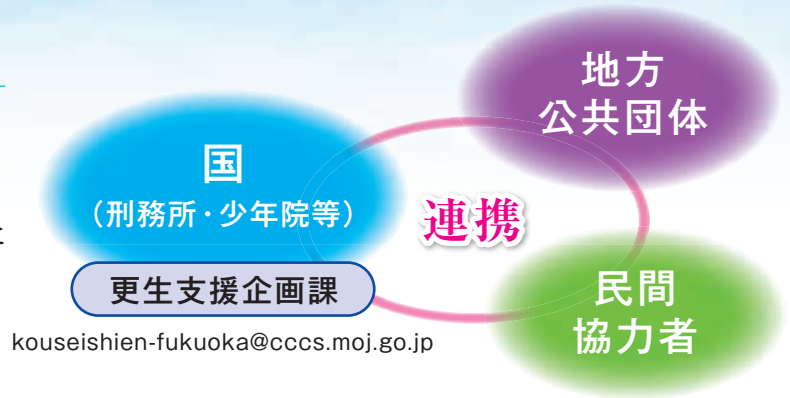 地方
公共団体
国
（刑務所・少年院等）
連携
更生支援企画課
民間
協力者
kouseishien-fukuoka@cccs.moj.go.jp